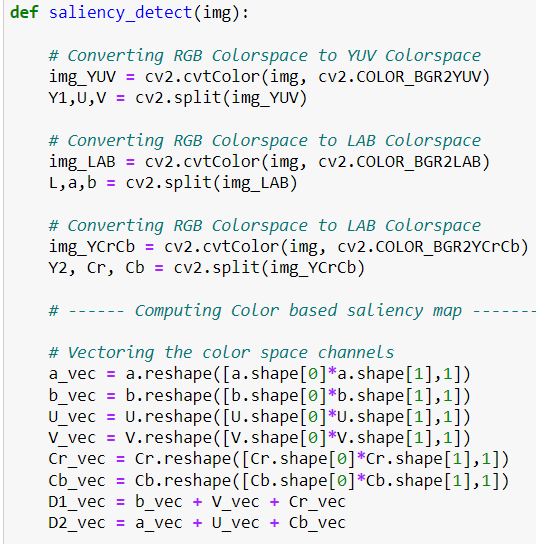 def saliency_detect(img):
# Converting RGB Colorspace to YUV Colorspace
img_YUV = cv2.cvtColor(img, cv2.COLOR_BGR2YUV)
Y1,U,V = cv2.split(img_YUV)
# Converting RGB Colorspace to LAB Colorspace
img_LAB = cv2.cvtColor(img, cv2.COLOR_BGR2LAB)
L,a,b = cv2.split(img_LAB)
# Converting RGB Colorspace to LAB Colorspace
img_YCrCb = cv2.cvtColor(img, cv2.COLOR_BGR2YCrCb)
Y2, Cr, Cb = cv2.split(img_YCrCb)
# ------ Computing Color based saliency map -------
# Vectoring the color space channels
a_vec = a.reshape([a.shape[0]*a.shape[1],1])
b_vec = b.reshape([b.shape[0]*b.shape[1],1])
U_vec = U.reshape([U.shape[0]*U.shape[1],1])
V_vec = V.reshape([V.shape[0]*V.shape[1],1])
Cr_vec = Cr.reshape([Cr.shape[0]*Cr.shape[1],1])
Cb_vec = Cb.reshape([Cb.shape[0]*Cb.shape[1],1])
D1_vec = b_vec + V_vec + Cr_vec
D2_vec = a_vec + U_vec + Cb_vec